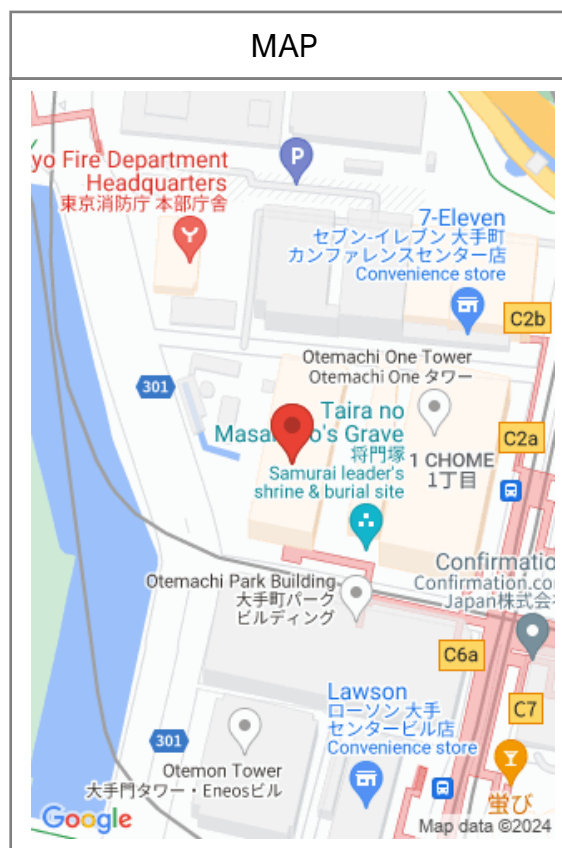 MAP
yo Fire Department
Headquarters
東京消防庁 本部庁舎
P
7-Eleven
セブン-イレブン 大手町
カンファレンスセンター店
Convenience store
C2b
Otemachi One Tower
Otemachi One タワー
301
Taira no
Grave
将門塚
Samurai leader's
shrine & burial site
C2a
1 CHOME
1丁目
Confirmatio
Confirmation.co
Japan株式会
Otemachi Park Building
大手町パーク
ビルディング
C6a
C7
Lawson
ローソン 大手
センタービル店
Convenience store
301
Otemon Tower
大手門タワー・Eneosビル
蛍び
Google
Map data ©2024